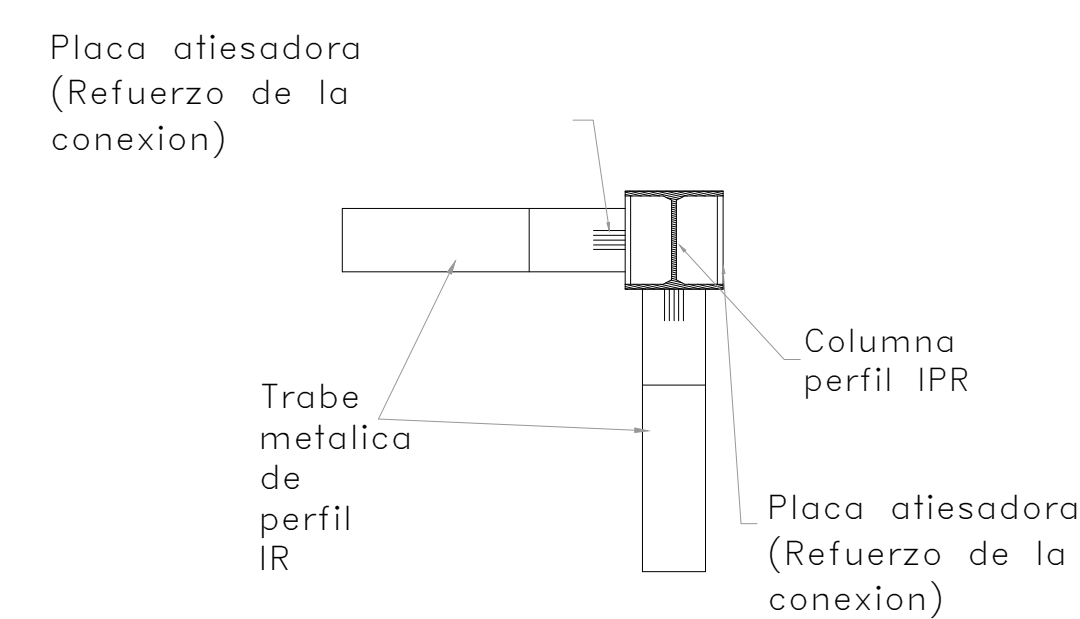 Placa atiesadora
(Refuerzo de la
conexion)
Columna
perfil IPR
Trabe
metalica
de
perfil
IR
Placa atiesadora
(Refuerzo de la
conexion)